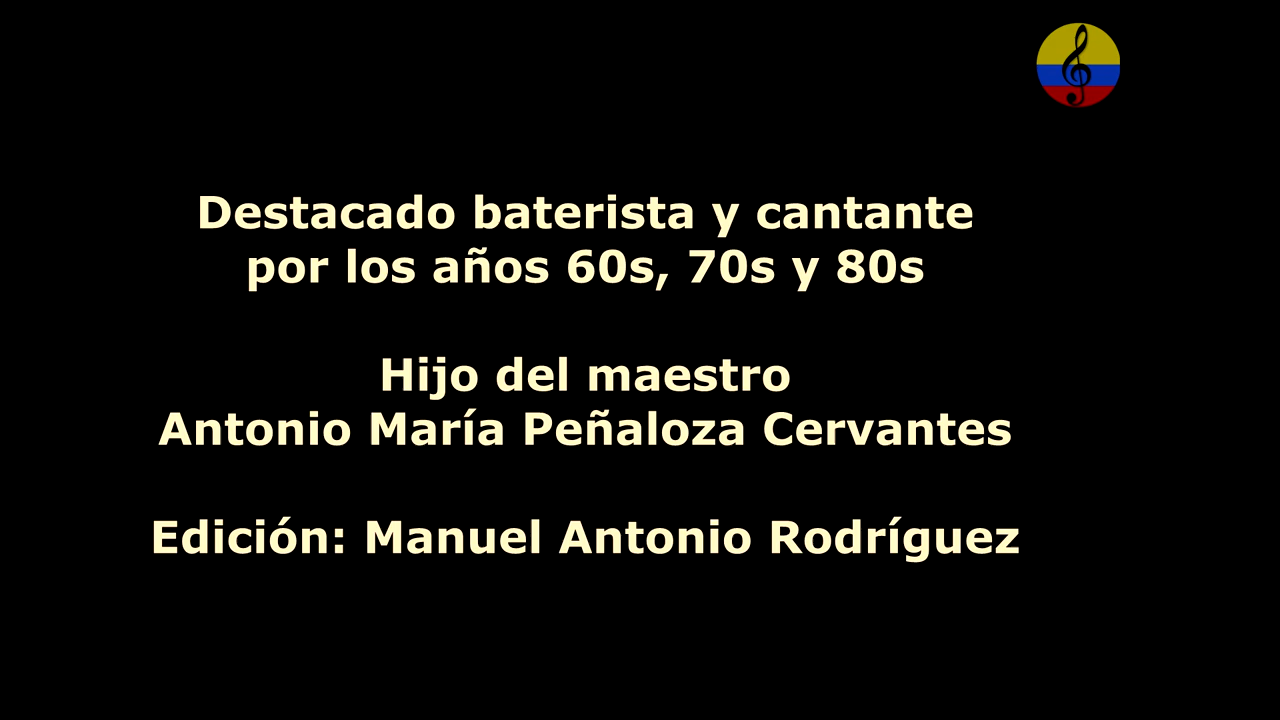 Destacado baterista y cantante
por los años 60s, 70s y 80s
Hijo del maestro
Antonio María Peñaloza Cervantes
Edición: Manuel Antonio Rodríguez